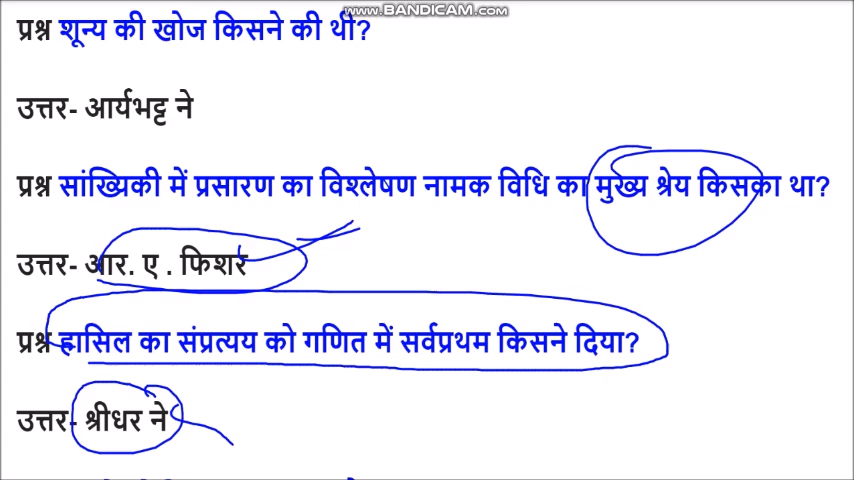 www.BANDICAM.com
प्रश्न शून्य की खोज किसने की थी?
उत्तर- आर्यभट्ट ने
प्रश्न सांख्यिकी में प्रसारण का विश्लेषण नामक विधि का मुख्य श्रेय किसका था?
उत्तर- आर. ए . फिशर
प्रश्न हासिल का संप्रत्यय को गणित में सर्वप्रथम किसने दिया?
उत्तर- श्रीधर ने